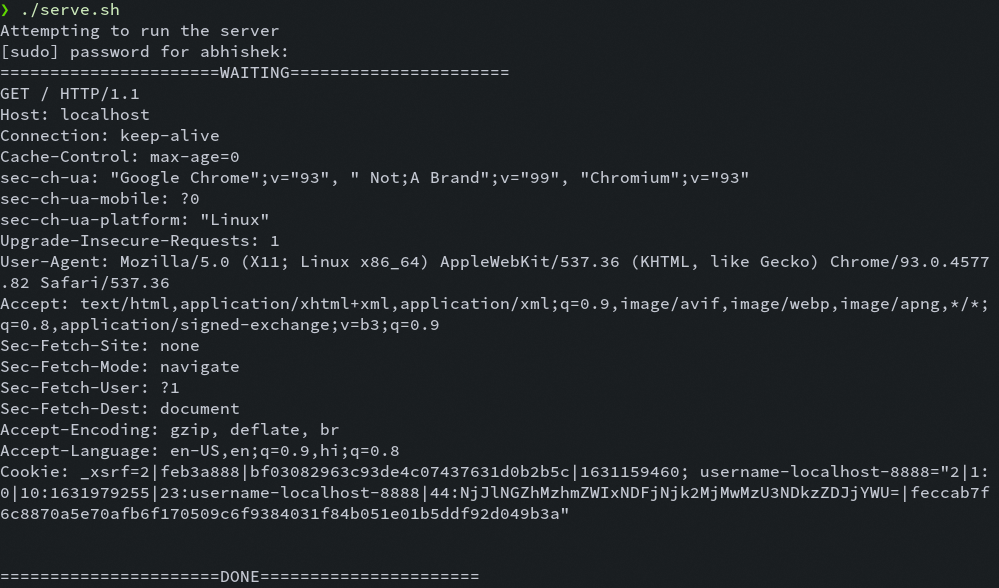 ❯ ./serve.sh
Attempting to run the server
[sudo] password for abhishek:
======================WAITING======================
GET / HTTP/1.1
Host: localhost
Connection: keep-alive
Cache-Control: max-age=0
sec-ch-ua: "Google Chrome";v="93", " Not;A Brand";v="99", "Chromium";v="93"
sec-ch-ua-mobile: ?0
sec-ch-ua-platform: "Linux"
Upgrade-Insecure-Requests: 1
User-Agent: Mozilla/5.0 (X11; Linux x86_64) AppleWebKit/537.36 (KHTML, like Gecko) Chrome/93.0.4577
.82 Safari/537.36
Accept: text/html,application/xhtml+xml,application/xml;q=0.9,image/avif,image/webp,image/apng,*/*;
q=0.8,application/signed-exchange;v=b3;q=0.9
Sec-Fetch-Site: none
Sec-Fetch-Mode: navigate
Sec-Fetch-User: ?1
Sec-Fetch-Dest: document
Accept-Encoding: gzip, deflate, br
Accept-Language: en-US,en;q=0.9,hi;q=0.8
Cookie: _xsrf=2|feb3a888|bf03082963c93de4c07437631d0b2b5c|1631159460; username-localhost-8888="2|1:
0|10:1631979255|23:username-localhost-8888|44:NjJlNGZhMzhmZWIxNDFjNjk2MjMwMzU3NDkzZDJjYWU=|feccab7f
6c8870a5e70afb6f170509c6f9384031f84b051e01b5ddf92d049b3a"
======================DONE======================